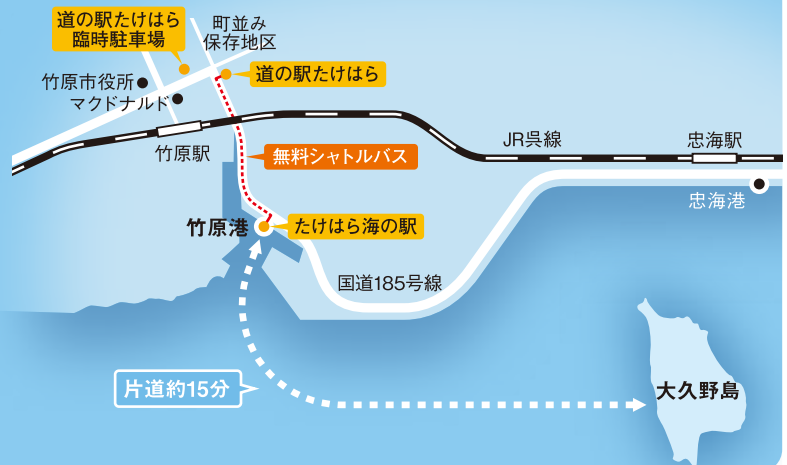 道の駅たけはら
臨時駐車場
町並み
保存地区
道の駅たけはら
竹原市役所
マクドナルド
竹原駅
無料シャトルバス
JR呉線
忠海駅
忠海港
竹原港
たけはら海の駅
国道185号線
片道約15分
大久野島